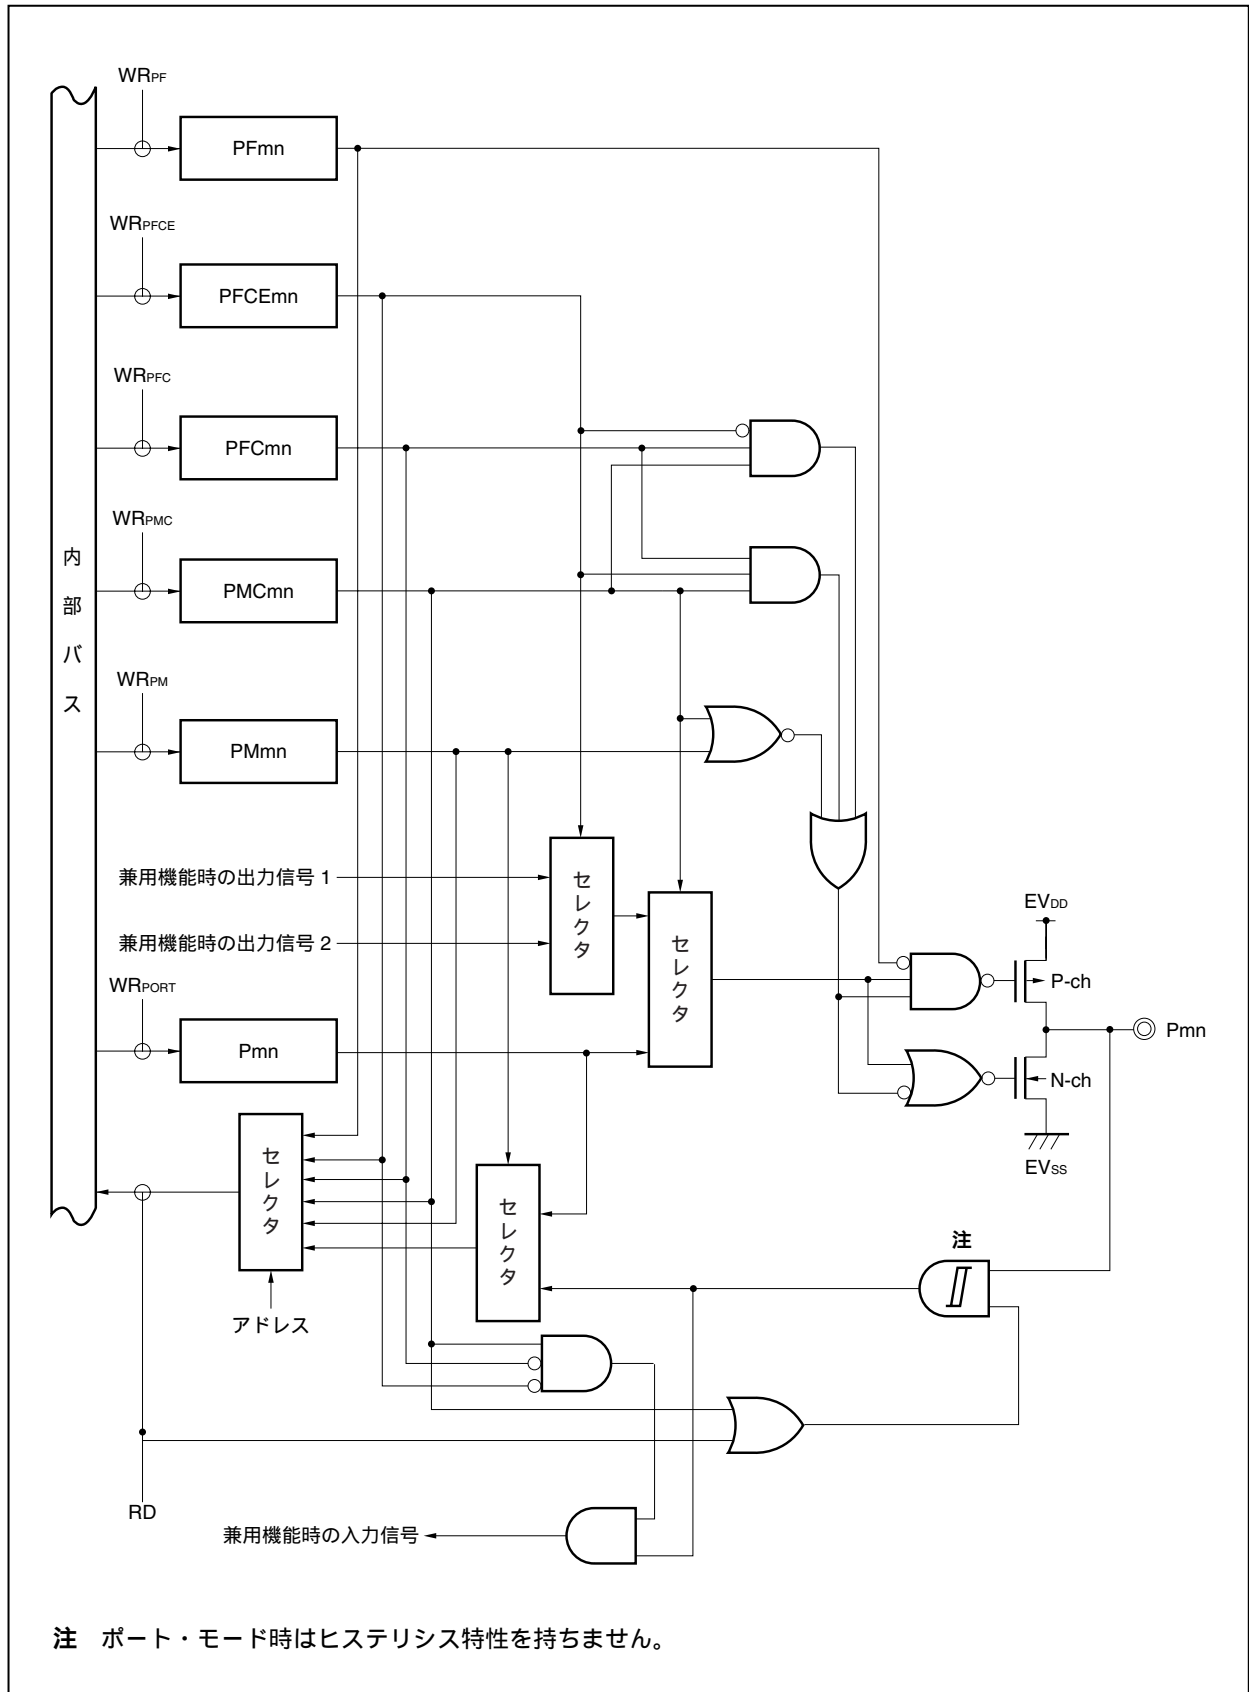 WRPF
PFmn
WRPFCE
PFCEmn
WRPFC
PFCmn
WRPMC
PMCmn
内部バス
WRPM
PMmn
兼用機能時の出力信号 1
兼用機能時の出力信号 2
セレクタ
セレクタ
EVDD
P-ch
WRPORT
Pmn
Pmn
N-ch
EVSS
セレクタ
セレクタ
アドレス
注
RD
兼用機能時の入力信号
注 ポート・モード時はヒステリシス特性を持ちません。